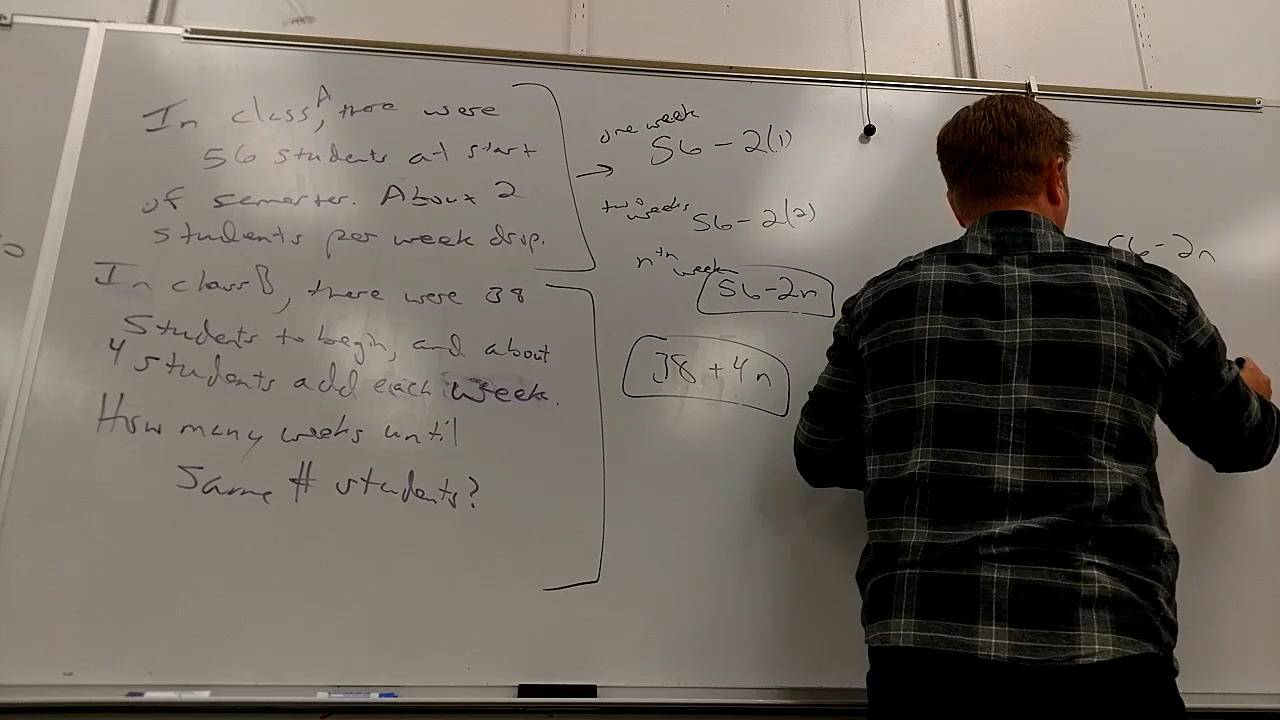 In class A, there were
56 students at start
of semester. About 2
students per week drop.
In class B, there were 38
students to begin, and about
4 students add each week.
How many weeks until
same # students?
one week
56 - 2(1)
two weeks
56 - 2(2)
nth week
56-2n
38 + 4n
56-2n